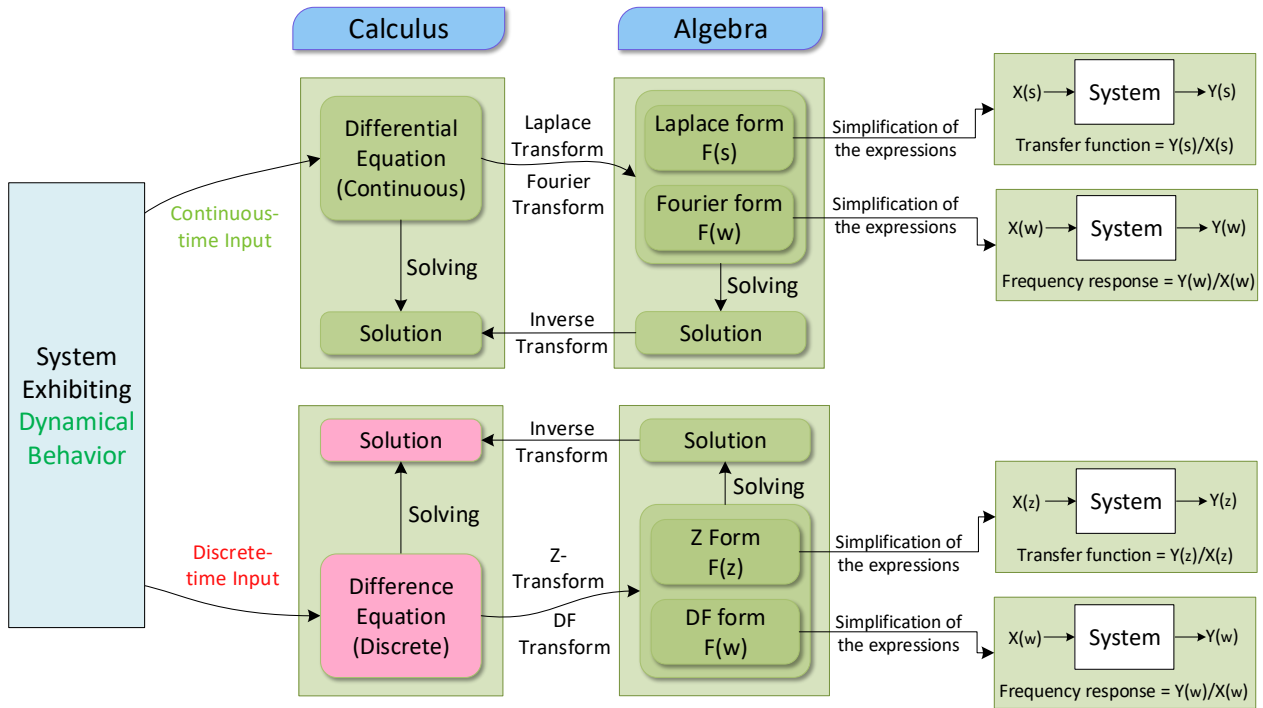 Calculus
Algebra
System
Exhibiting
Dynamical
Behavior
Continuous-
time Input
Differential
Equation
(Continuous)
Solving
Solution
Laplace
Transform
Fourier
Transform
Inverse
Transform
Laplace form
F(s)
Fourier form
F(w)
Solving
Solution
Simplification of
the expressions
X(s)
System
Y(s)
Transfer function = Y(s)/X(s)
Simplification of
the expressions
X(w)
System
Y(w)
Frequency response = Y(w)/X(w)
Discrete-
time Input
Solution
Solving
Difference
Equation
(Discrete)
Inverse
Transform
Z-
Transform
DF
Transform
Solution
Solving
Z Form
F(z)
DF form
F(w)
Simplification of
the expressions
X(z)
System
Y(z)
Transfer function = Y(z)/X(z)
Simplification of
the expressions
X(w)
System
Y(w)
Frequency response = Y(w)/X(w)